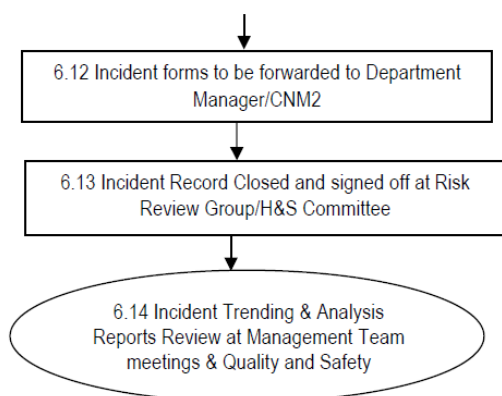 6.12 Incident forms to be forwarded to Department
Manager/CNM2
6.13 Incident Record Closed and signed off at Risk
Review Group/H&S Committee
6.14 Incident Trending & Analysis
Reports Review at Management Team
meetings & Quality and Safety